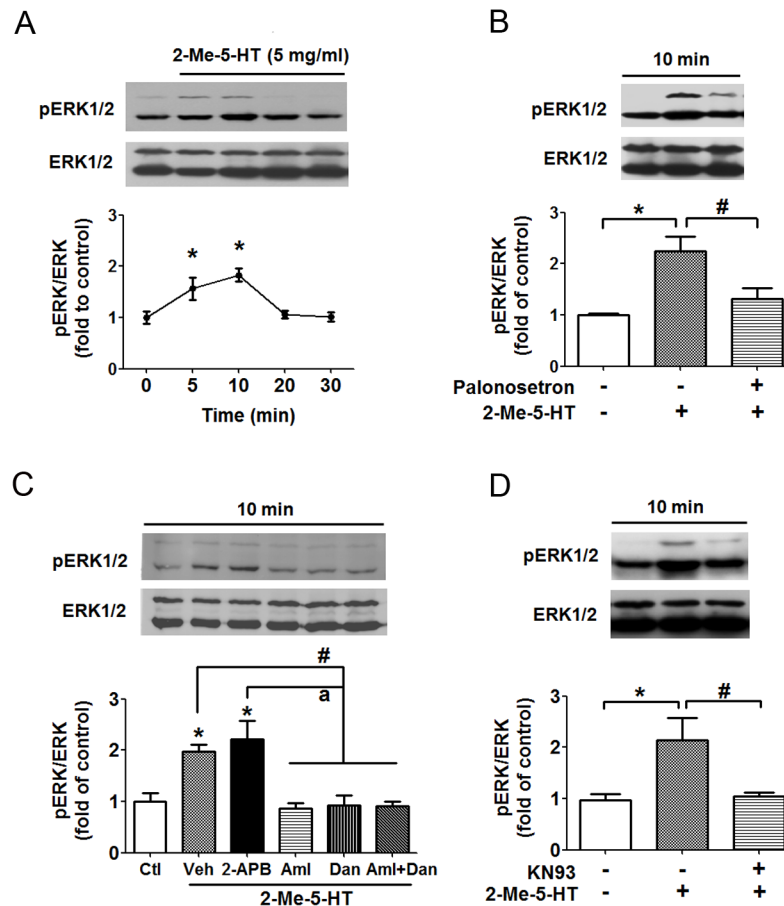 A
2-Me-5-HT (5 mg/ml)
pERK1/2
ERK1/2
pERK/ERK
(fold to control)
3
2
1
0
* *
0 5 10 20 30
Time (min)
B
10 min
pERK1/2
ERK1/2
pERK/ERK
(fold of control)
3
2
1
0
* #
Palonosetron - - +
2-Me-5-HT - + +
C
10 min
pERK1/2
ERK1/2
pERK/ERK
(fold of control)
3
2
1
0
#
a
* *
Ctl Veh 2-APB Aml Dan Aml+Dan
2-Me-5-HT
D
10 min
pERK1/2
ERK1/2
pERK/ERK
(fold of control)
3
2
1
0
* #
KN93 - - +
2-Me-5-HT - + +